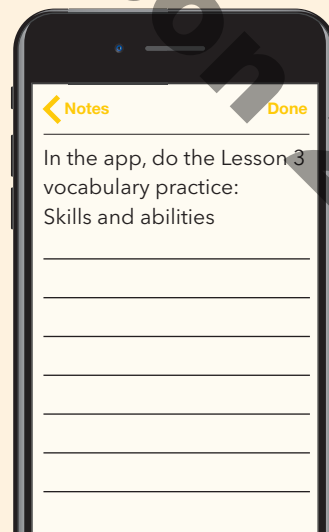 Notes
Done
In the app, do the Lesson 3
vocabulary practice:
Skills and abilities